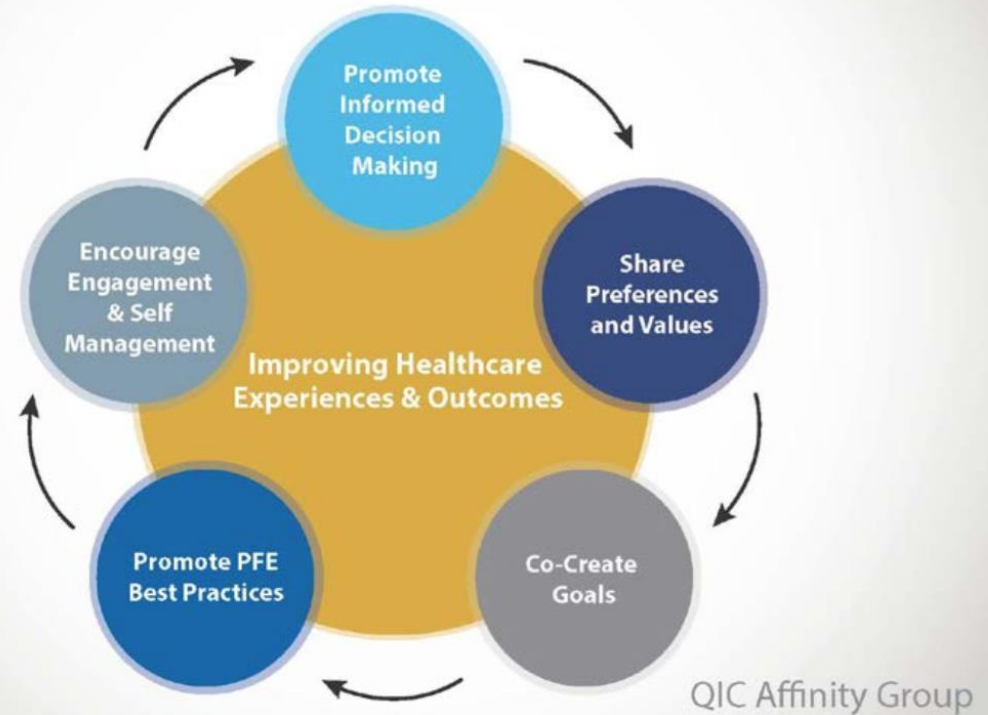 Promote
Informed
Decision
Making
Share
Preferences
and Values
Co-Create
Goals
Promote PFE
Best Practices
Encourage
Engagement
& Self
Management
Improving Healthcare
Experiences & Outcomes
QIC Affinity Group